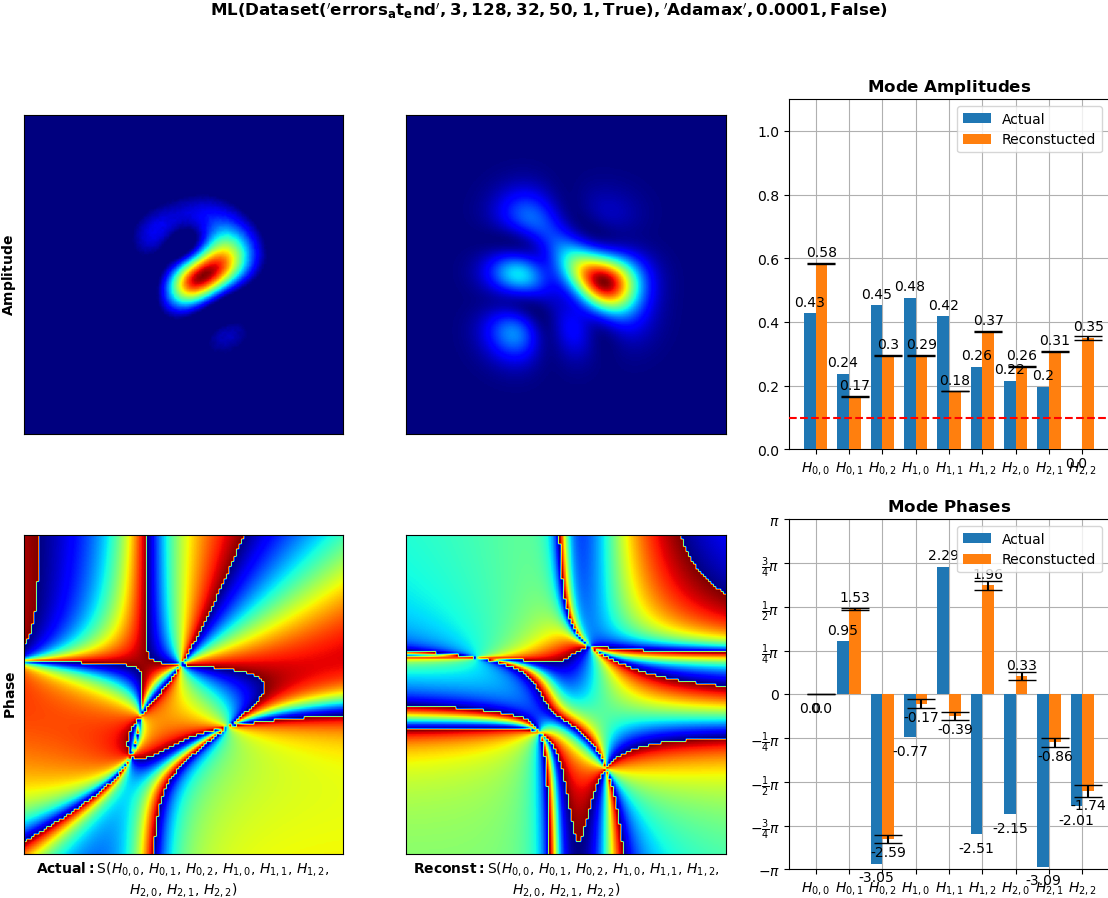 ML(Dataset('errors_at_end', 3, 128, 32, 50, 1, True), 'Adamax', 0.0001, False)
Amplitude
Mode Amplitudes
Actual
Reconstucted
1.0
0.8
0.6
0.4
0.2
0.0
0.43
0.58
0.24
0.17
0.45
0.3
0.48
0.29
0.42
0.18
0.26
0.37
0.22
0.26
0.2
0.31
0.0
0.35
H0,0 H0,1 H0,2 H1,0 H1,1 H1,2 H2,0 H2,1 H2,2
Phase
Mode Phases
Actual
Reconstucted
π
3/4π
1/2π
1/4π
0
−1/4π
−1/2π
−3/4π
−π
0.0
0.0
0.95
1.53
-3.05
-2.59
-0.77
-0.17
2.29
-0.39
-2.51
1.96
-2.15
0.33
-3.09
-0.86
-2.01
-1.74
H0,0 H0,1 H0,2 H1,0 H1,1 H1,2 H2,0 H2,1 H2,2
Actual: S(H0,0, H0,1, H0,2, H1,0, H1,1, H1,2,
H2,0, H2,1, H2,2)
Reconst: S(H0,0, H0,1, H0,2, H1,0, H1,1, H1,2,
H2,0, H2,1, H2,2)